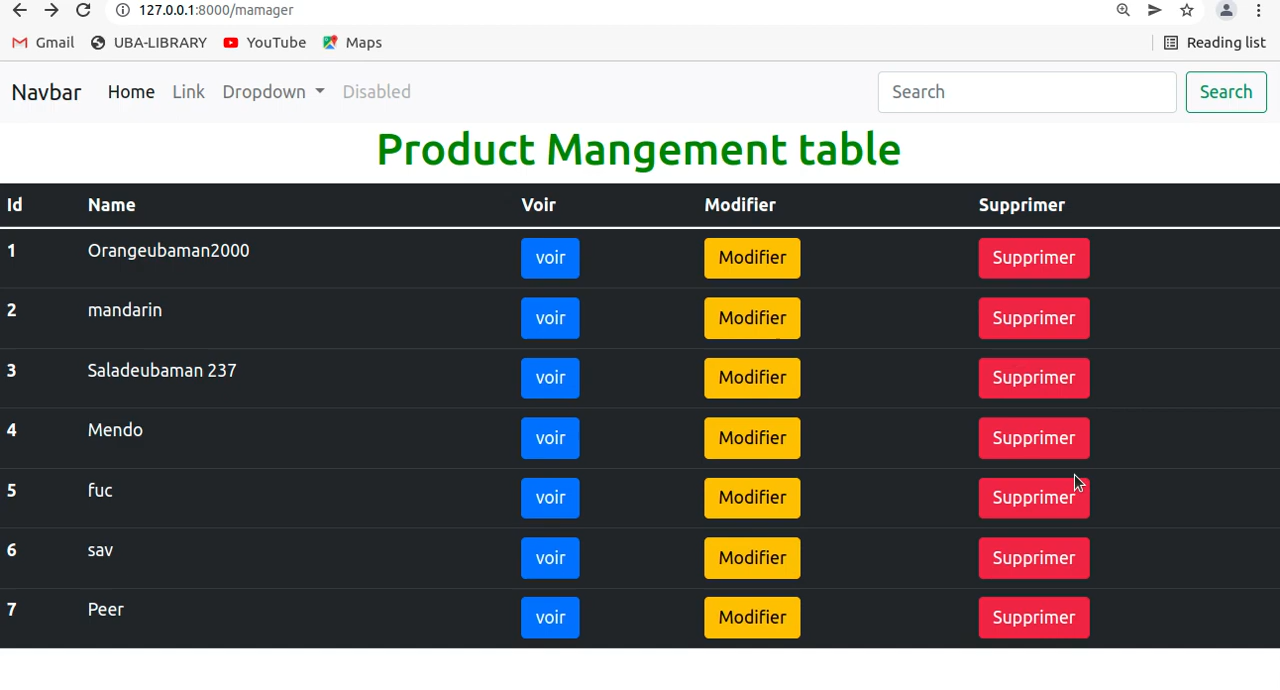 127.0.0.1:8000/mamager
Gmail UBA-LIBRARY YouTube Maps Reading list
Navbar Home Link Dropdown Disabled Search Search
Product Mangement table
Id Name Voir Modifier Supprimer
1 Orangeubaman2000 voir Modifier Supprimer
2 mandarin voir Modifier Supprimer
3 Saladeubaman 237 voir Modifier Supprimer
4 Mendo voir Modifier Supprimer
5 fuc voir Modifier Supprimer
6 sav voir Modifier Supprimer
7 Peer voir Modifier Supprimer